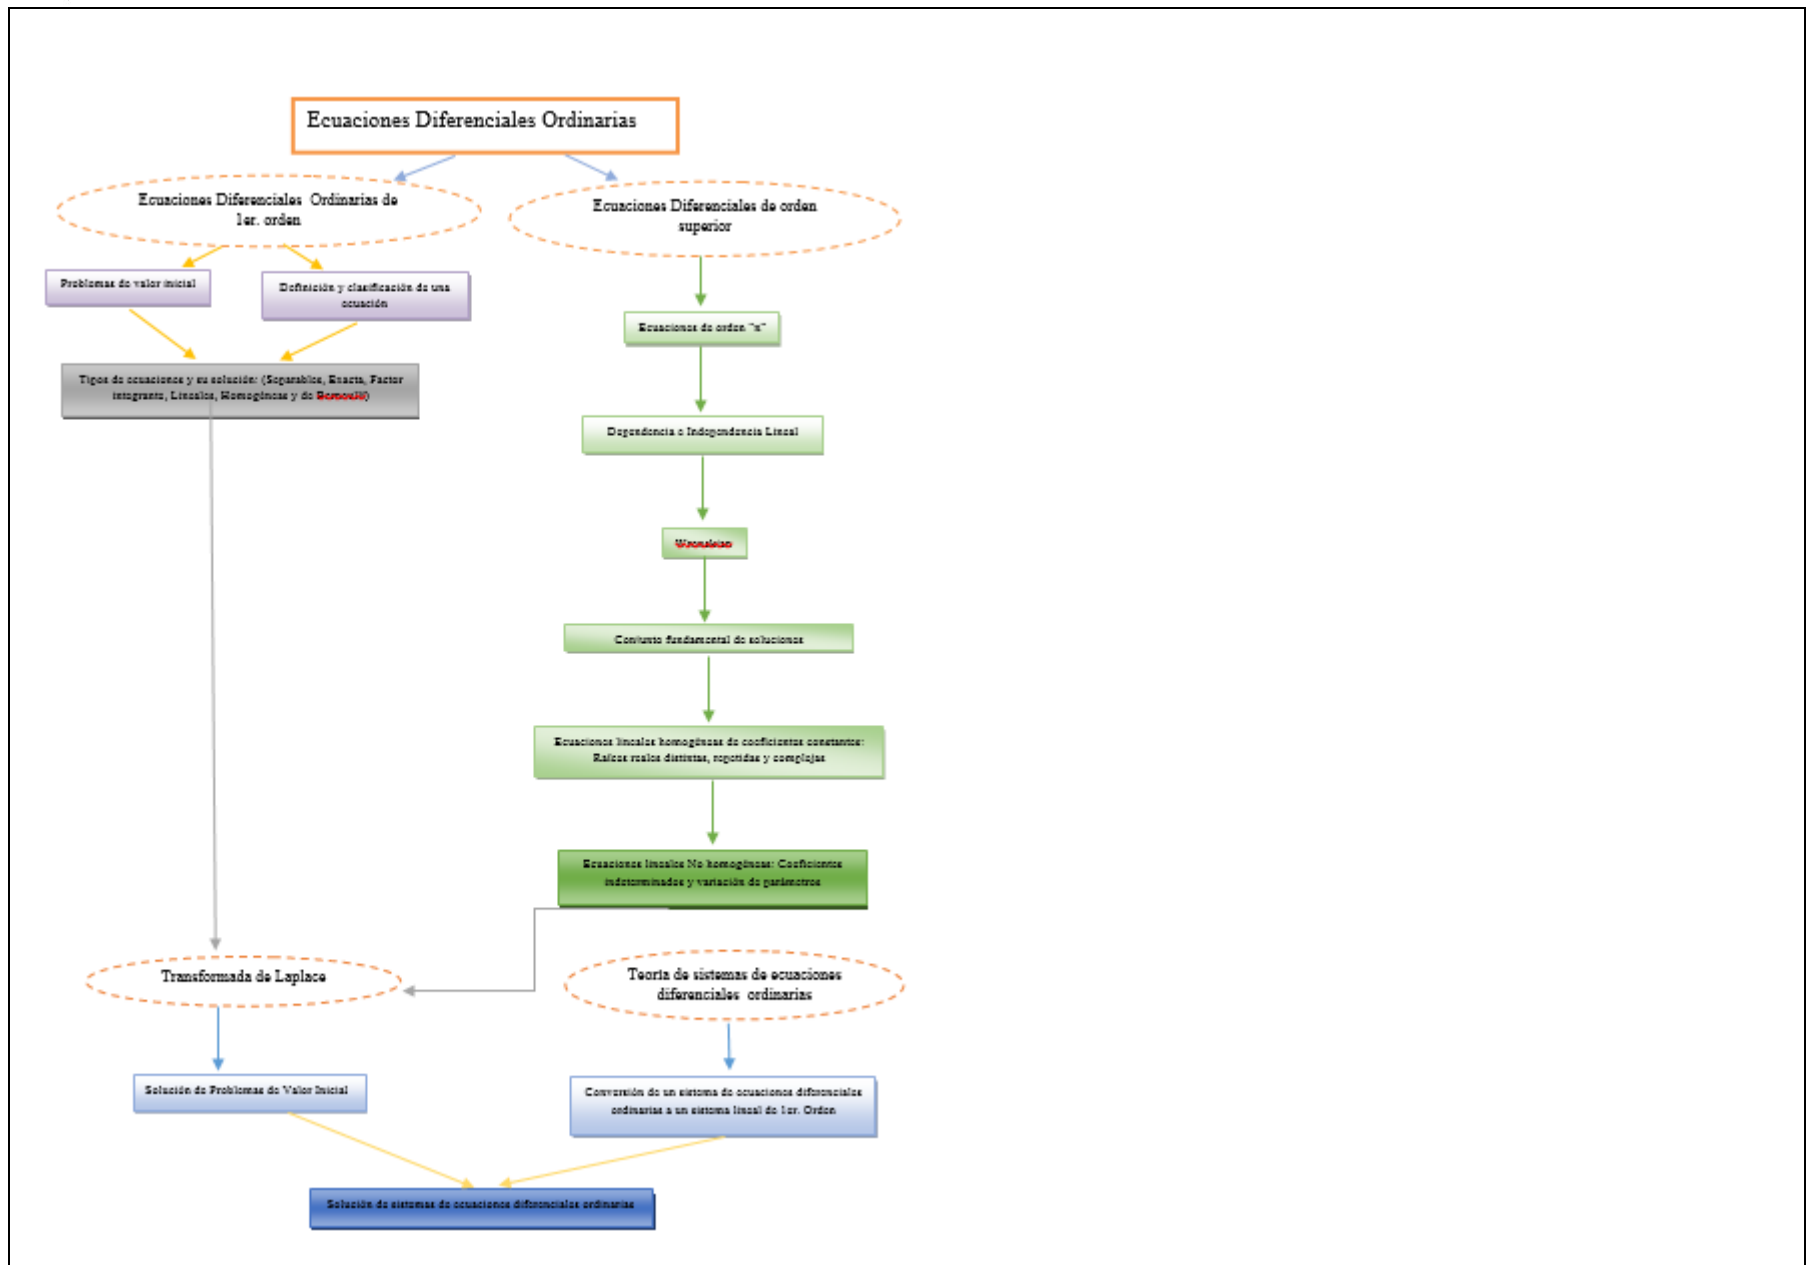 Ecuaciones Diferenciales Ordinarias
Ecuaciones Diferenciales Ordinarias de
1er. orden
Ecuaciones Diferenciales de orden
superior
Problemas de valor inicial
Definición y clasificación de una
ecuación
Ecuaciones de orden "n"
Tipos de ecuaciones y su solución: (Separables, Exacta, Factor
integrante, Lineales, Homogéneas y de Bernoulli)
Dependencia e Independencia Lineal
Conjunto fundamental de soluciones
Ecuaciones lineales homogéneas de coeficientes constantes:
Raíces reales distintas, repetidas y complejas
Ecuaciones lineales No homogéneas: Coeficientes
indeterminados y variación de parámetros
Transformada de Laplace
Teoría de sistemas de ecuaciones
diferenciales ordinarias
Solución de Problemas de Valor Inicial
Conversión de un sistema de ecuaciones diferenciales
ordinarias a un sistema lineal de 1er. Orden
Solución de sistemas de ecuaciones diferenciales ordinarias